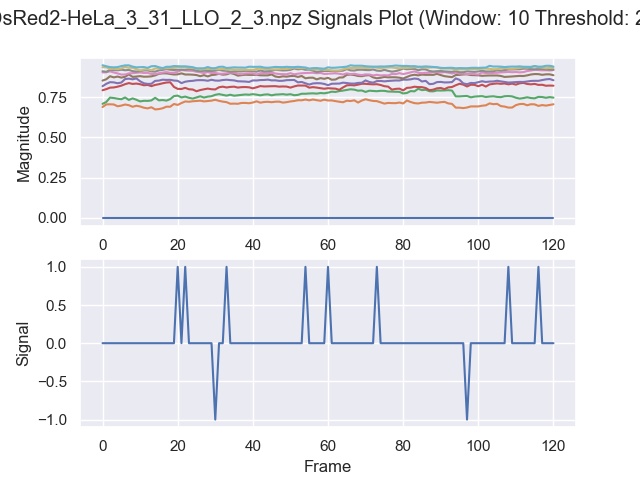 sRed2-HeLa_3_31_LLO_2_3.npz Signals Plot (Window: 10 Threshold:
0.75
0.50
0.25
0.00
Magnitude
0 20 40 60 80 100 120
1.0
0.5
0.0
−0.5
−1.0
Signal
0 20 40 60 80 100 120
Frame